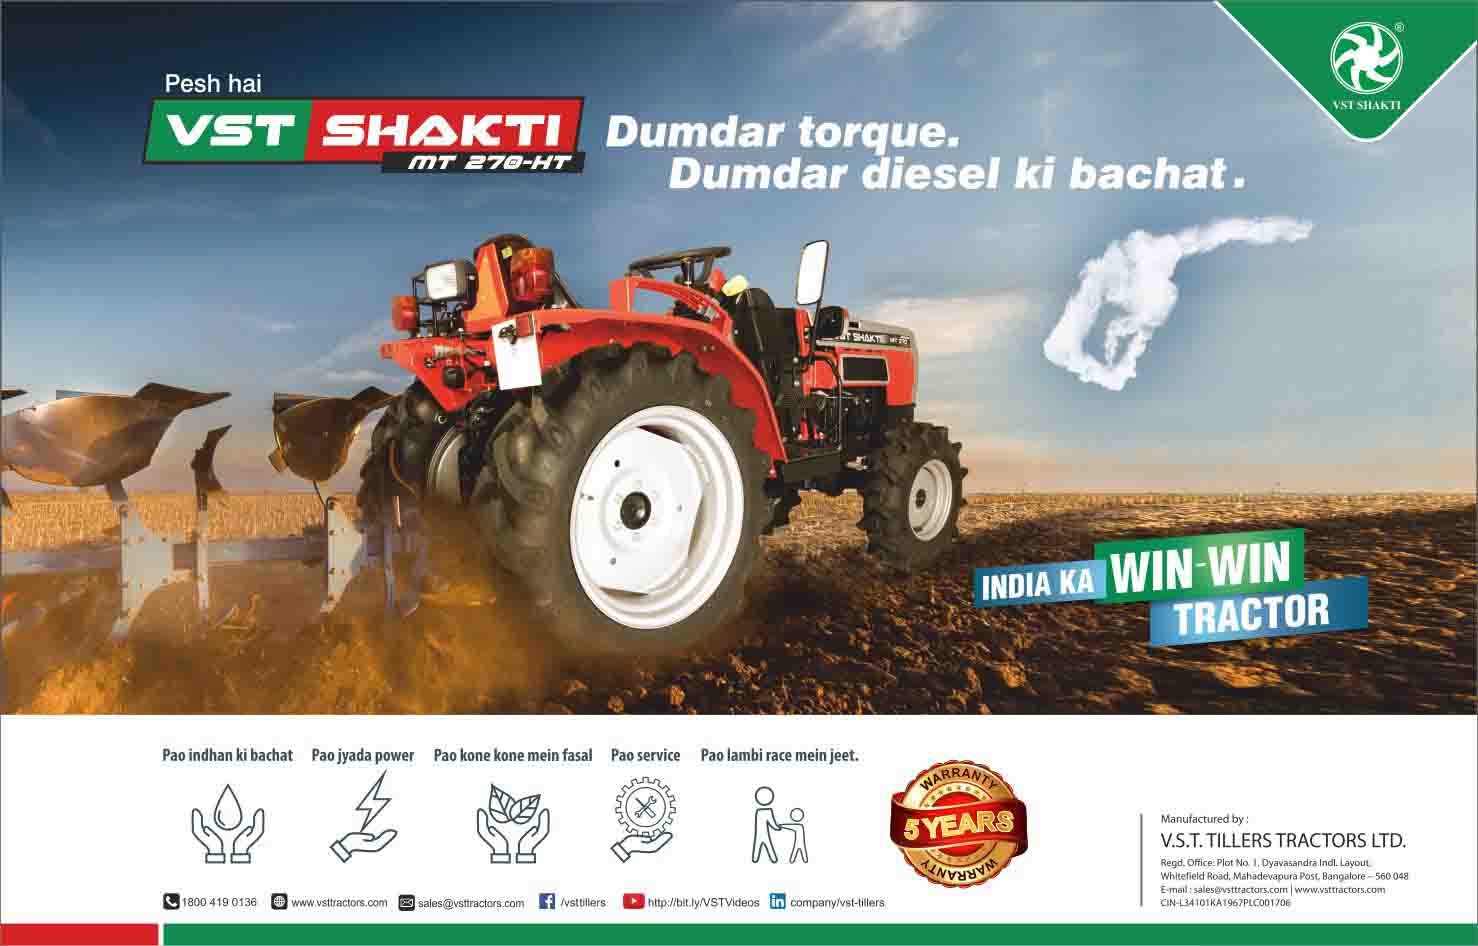 Pesh hai
VST SHAKTI
MT 270-HT
Dumdar torque.
Dumdar diesel ki bachat.
®
VST SHAKTI
VST SHAKTI MT 270
INDIA KA WIN-WIN
TRACTOR
Pao indhan ki bachat
Pao jyada power
Pao kone kone mein fasal
Pao service
Pao lambi race mein jeet.
WARRANTY
5 YEARS
WARRANTY
Manufactured by :
V.S.T. TILLERS TRACTORS LTD.
Regd. Office: Plot No. 1, Dyavasandra Indl. Layout,
Whitefield Road, Mahadevapura Post, Bangalore – 560 048
E-mail : sales@vsttractors.com | www.vsttractors.com
CIN-L34101KA1967PLC001706
1800 419 0136 www.vsttractors.com sales@vsttractors.com /vsttillers http://bit.ly/VSTVideos company/vst-tillers